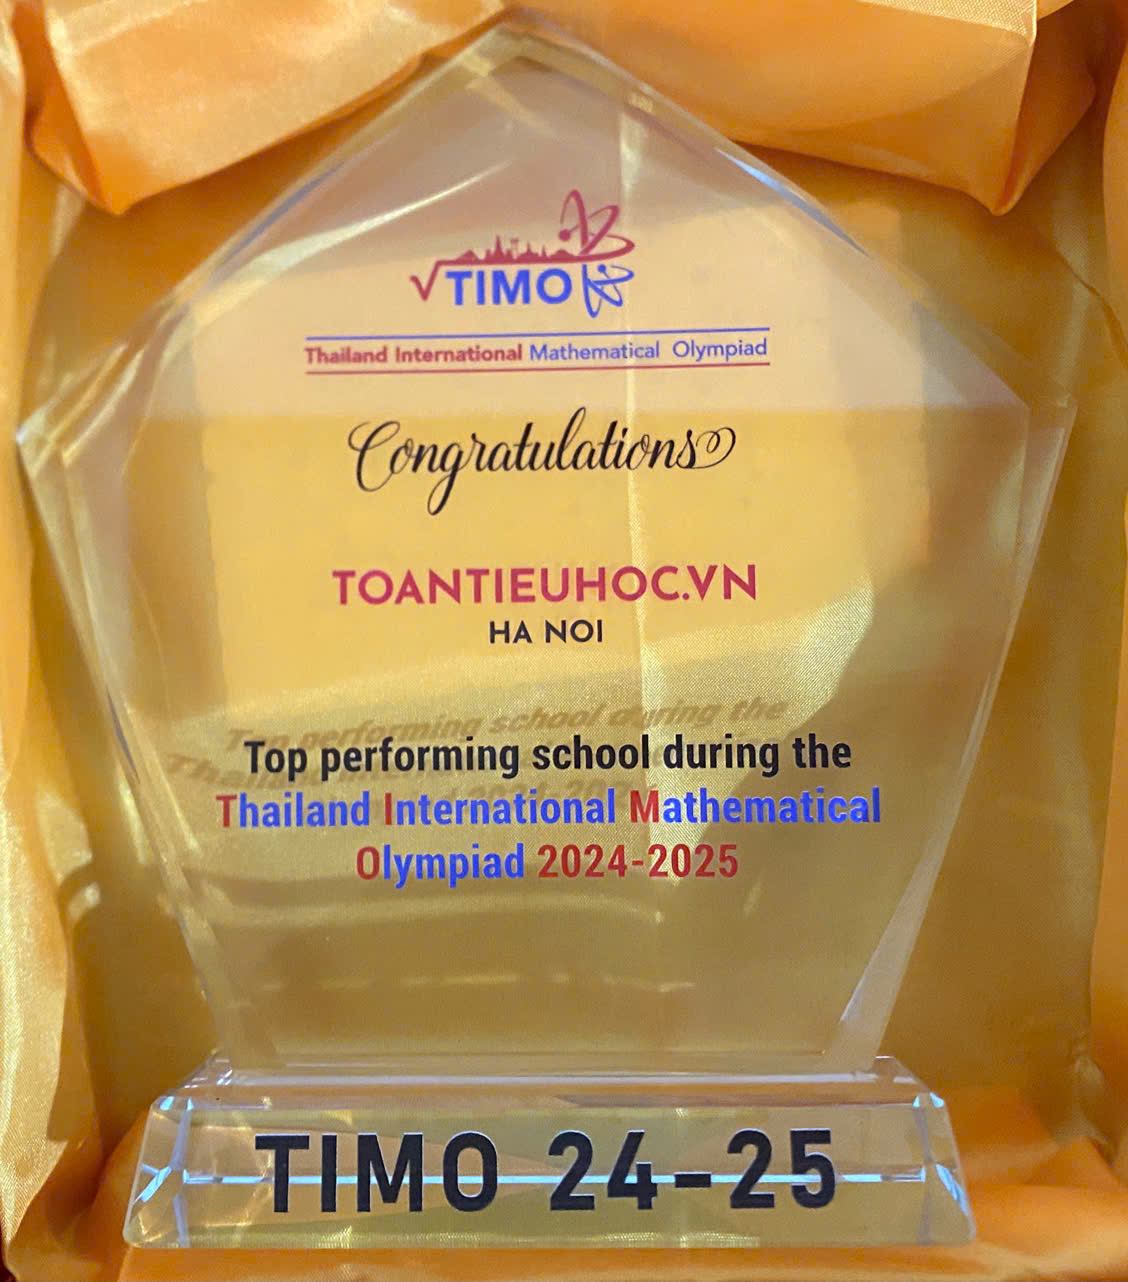 TIMO
Thailand International Mathematical Olympiad
Congratulations
TOANTIEUHOC.VN
HA NOI
Top performing school during the
Thailand International Mathematical
Olympiad 2024-2025
TIMO 24-25